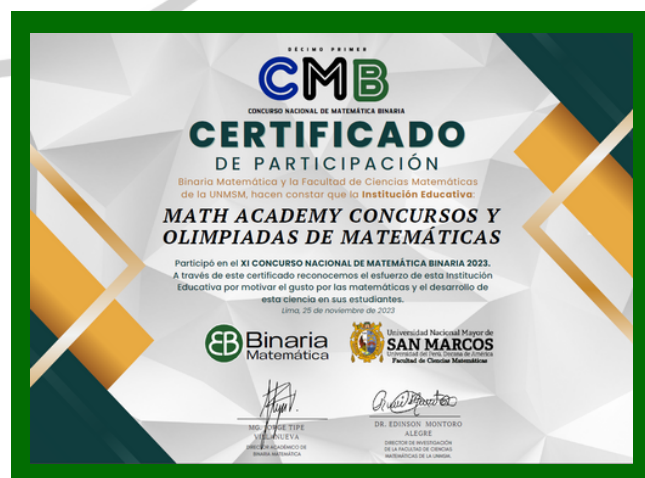 DÉCIMO PRIMER
CMB
CONCURSO NACIONAL DE MATEMÁTICA BINARIA
CERTIFICADO
DE PARTICIPACIÓN
Binaria Matemática y la Facultad de Ciencias Matemáticas
de la UNMSM, hacen constar que la Institución Educativa:
MATH ACADEMY CONCURSOS Y
OLIMPIADAS DE MATEMÁTICAS
Participó en el XI CONCURSO NACIONAL DE MATEMÁTICA BINARIA 2023.
A través de este certificado reconocemos el esfuerzo de esta Institución
Educativa por motivar el gusto por las matemáticas y el desarrollo de
esta ciencia en sus estudiantes.
Lima, 25 de noviembre de 2023
Binaria
Matemática
Universidad Nacional Mayor de
SAN MARCOS
Universidad del Perú. Decana de América
Facultad de Ciencias Matemáticas
MG. JORGE TIPE
VILLANUEVA
DIRECTOR ACADÉMICO DE
BINARIA MATEMÁTICA
DR. EDINSON MONTORO
ALEGRE
DIRECTOR DE INVESTIGACIÓN
DE LA FACULTAD DE CIENCIAS
MATEMÁTICAS DE LA UNMSM.